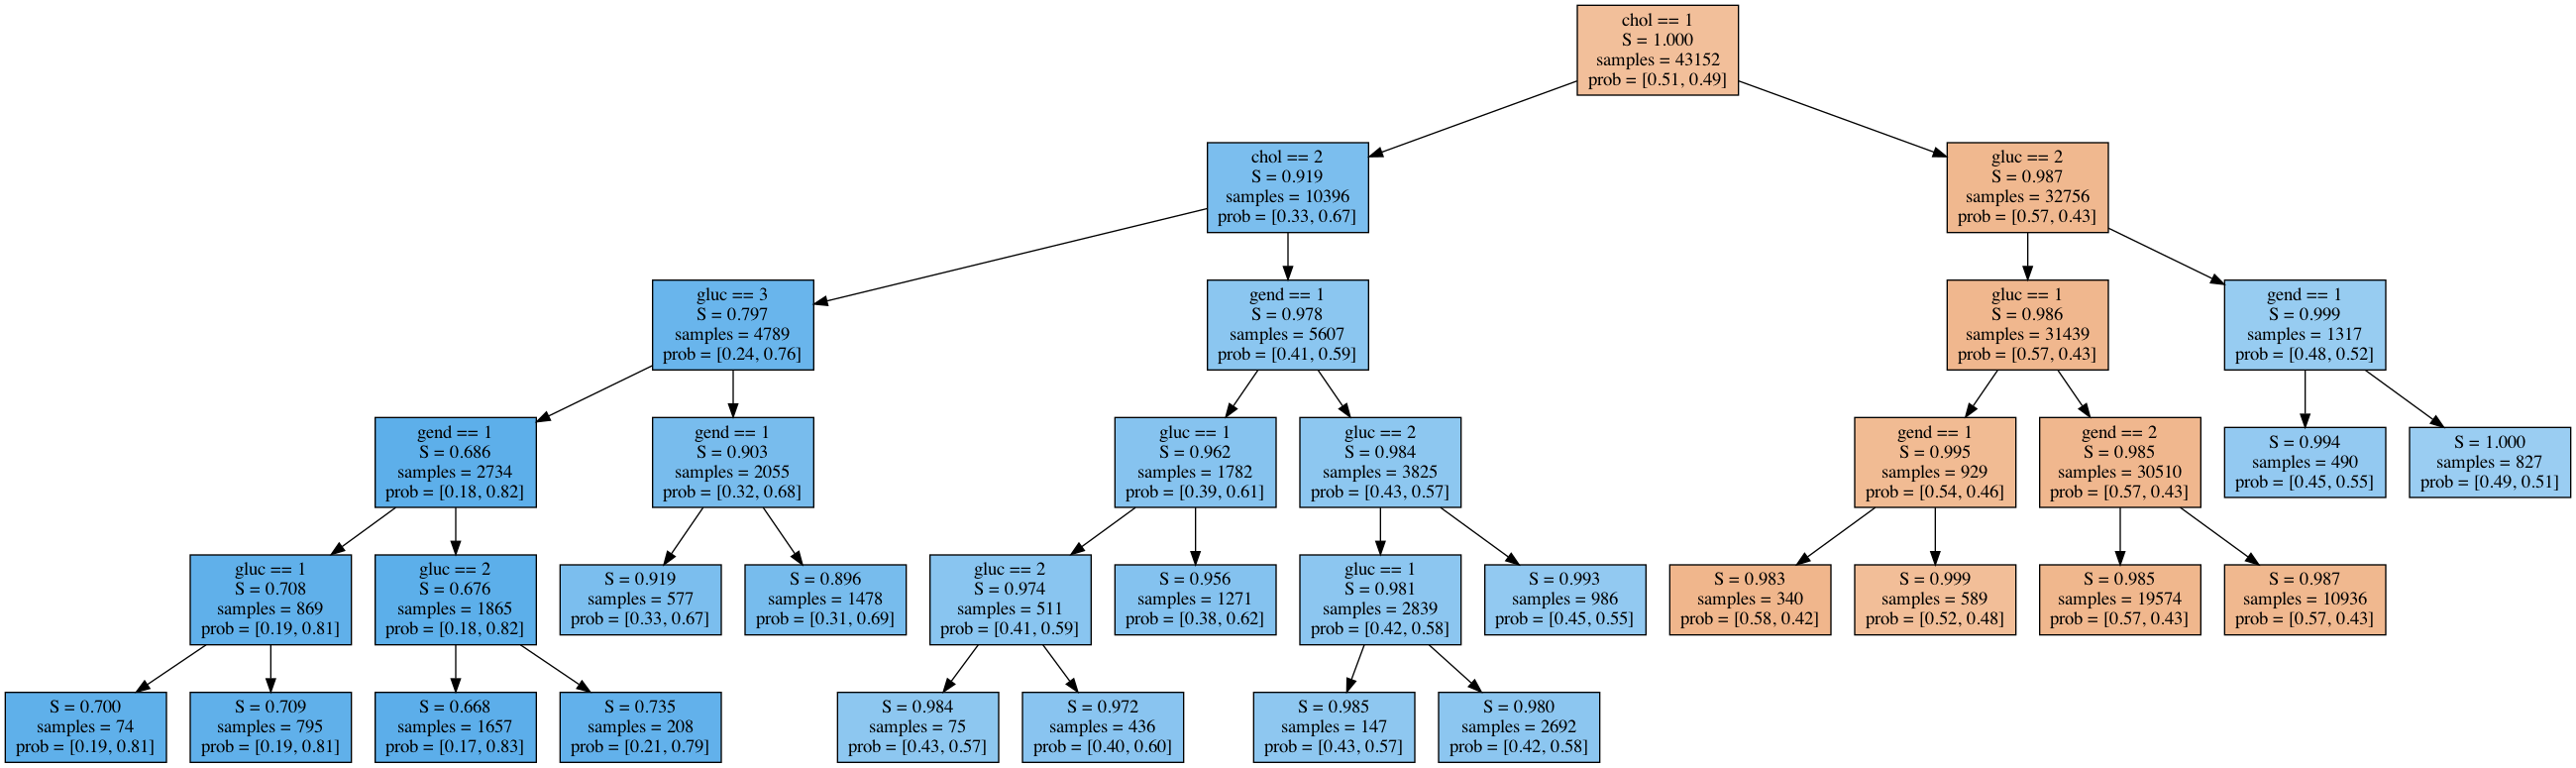 chol == 1
S = 1.000
samples = 43152
prob = [0.51, 0.49]
chol == 2
S = 0.919
samples = 10396
prob = [0.33, 0.67]
gluc == 2
S = 0.987
samples = 32756
prob = [0.57, 0.43]
gluc == 3
S = 0.797
samples = 4789
prob = [0.24, 0.76]
gend == 1
S = 0.978
samples = 5607
prob = [0.41, 0.59]
gluc == 1
S = 0.986
samples = 31439
prob = [0.57, 0.43]
gend == 1
S = 0.999
samples = 1317
prob = [0.48, 0.52]
gend == 1
S = 0.686
samples = 2734
prob = [0.18, 0.82]
gend == 1
S = 0.903
samples = 2055
prob = [0.32, 0.68]
gluc == 1
S = 0.962
samples = 1782
prob = [0.39, 0.61]
gluc == 2
S = 0.984
samples = 3825
prob = [0.43, 0.57]
gend == 1
S = 0.995
samples = 929
prob = [0.54, 0.46]
gend == 2
S = 0.985
samples = 30510
prob = [0.57, 0.43]
S = 0.994
samples = 490
prob = [0.45, 0.55]
S = 1.000
samples = 827
prob = [0.49, 0.51]
gluc == 1
S = 0.708
samples = 869
prob = [0.19, 0.81]
gluc == 2
S = 0.676
samples = 1865
prob = [0.18, 0.82]
S = 0.919
samples = 577
prob = [0.33, 0.67]
S = 0.896
samples = 1478
prob = [0.31, 0.69]
gluc == 2
S = 0.974
samples = 511
prob = [0.41, 0.59]
S = 0.956
samples = 1271
prob = [0.38, 0.62]
gluc == 1
S = 0.981
samples = 2839
prob = [0.42, 0.58]
S = 0.993
samples = 986
prob = [0.45, 0.55]
S = 0.983
samples = 340
prob = [0.58, 0.42]
S = 0.999
samples = 589
prob = [0.52, 0.48]
S = 0.985
samples = 19574
prob = [0.57, 0.43]
S = 0.987
samples = 10936
prob = [0.57, 0.43]
S = 0.700
samples = 74
prob = [0.19, 0.81]
S = 0.709
samples = 795
prob = [0.19, 0.81]
S = 0.668
samples = 1657
prob = [0.17, 0.83]
S = 0.735
samples = 208
prob = [0.21, 0.79]
S = 0.984
samples = 75
prob = [0.43, 0.57]
S = 0.972
samples = 436
prob = [0.40, 0.60]
S = 0.985
samples = 147
prob = [0.43, 0.57]
S = 0.980
samples = 2692
prob = [0.42, 0.58]